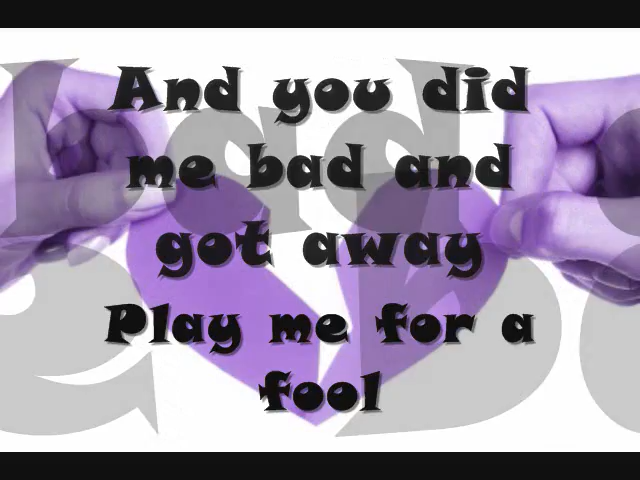 And you did
me bad and
got away
Play me for a
fool